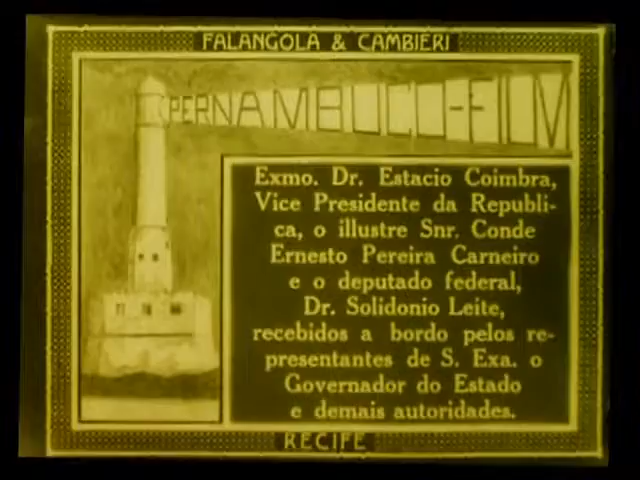 FALANGOLA & CAMBIERI
PERNAMBUCO-FILM
Exmo. Dr. Estacio Coimbra,
Vice Presidente da Republi-
ca, o illustre Snr. Conde
Ernesto Pereira Carneiro
e o deputado federal,
Dr. Solidonio Leite,
recebidos a bordo pelos re-
presentantes de S. Exa. o
Governador do Estado
e demais autoridades.
RECIFE